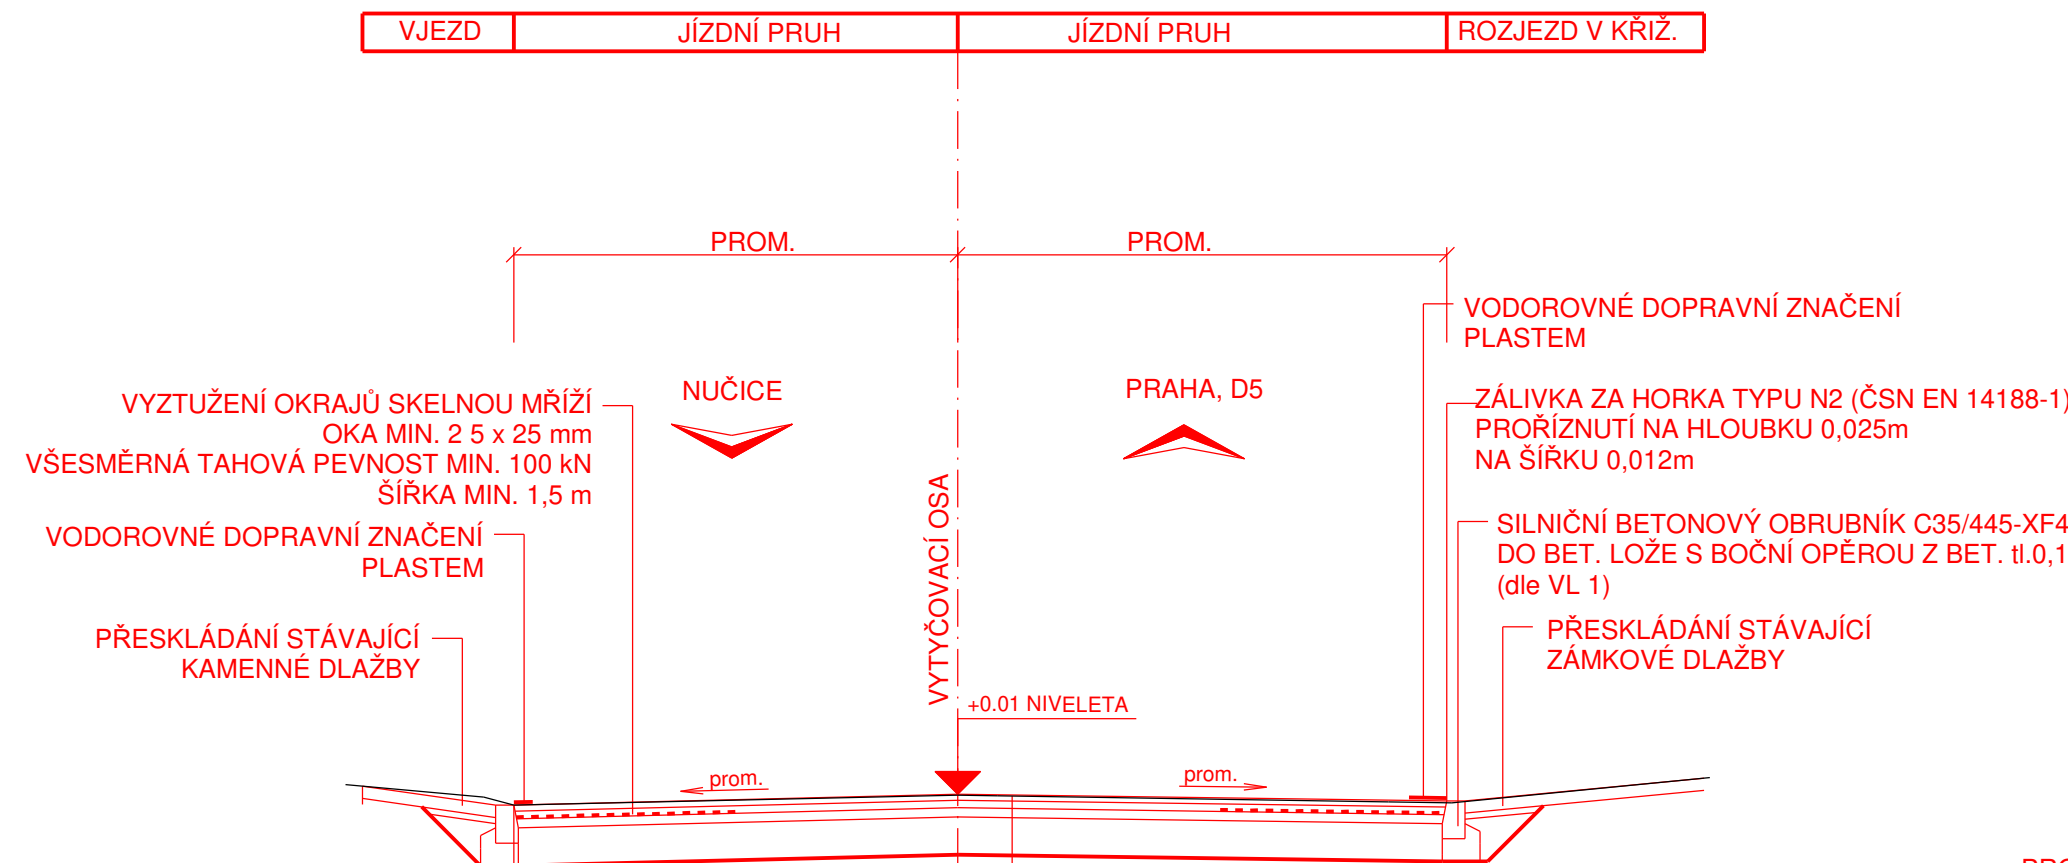 VJEZD
JÍZDNÍ PRUH
JÍZDNÍ PRUH
ROZJEZD V KŘIŽ.
PROM.
PROM.
VODOROVNÉ DOPRAVNÍ ZNAČENÍ
PLASTEM
NUČICE
PRAHA, D5
VYZTUŽENÍ OKRAJŮ SKELNOU MŘÍŽÍ
OKA MIN. 2 5 x 25 mm
VŠESMĚRNÁ TAHOVÁ PEVNOST MIN. 100 kN
ŠÍŘKA MIN. 1,5 m
ZÁLIVKA ZA HORKA TYPU N2 (ČSN EN 14188-1)
PROŘÍZNUTÍ NA HLOUBKU 0,025m
NA ŠÍŘKU 0,012m
VODOROVNÉ DOPRAVNÍ ZNAČENÍ
PLASTEM
VYTYČOVACÍ OSA
SILNIČNÍ BETONOVÝ OBRUBNÍK C35/445-XF4
DO BET. LOŽE S BOČNÍ OPĚROU Z BET. tl.0,1
(dle VL 1)
PŘESKLÁDÁNÍ STÁVAJÍCÍ
KAMENNÉ DLAŽBY
PŘESKLÁDÁNÍ STÁVAJÍCÍ
ZÁMKOVÉ DLAŽBY
+0.01 NIVELETA
prom.
prom.